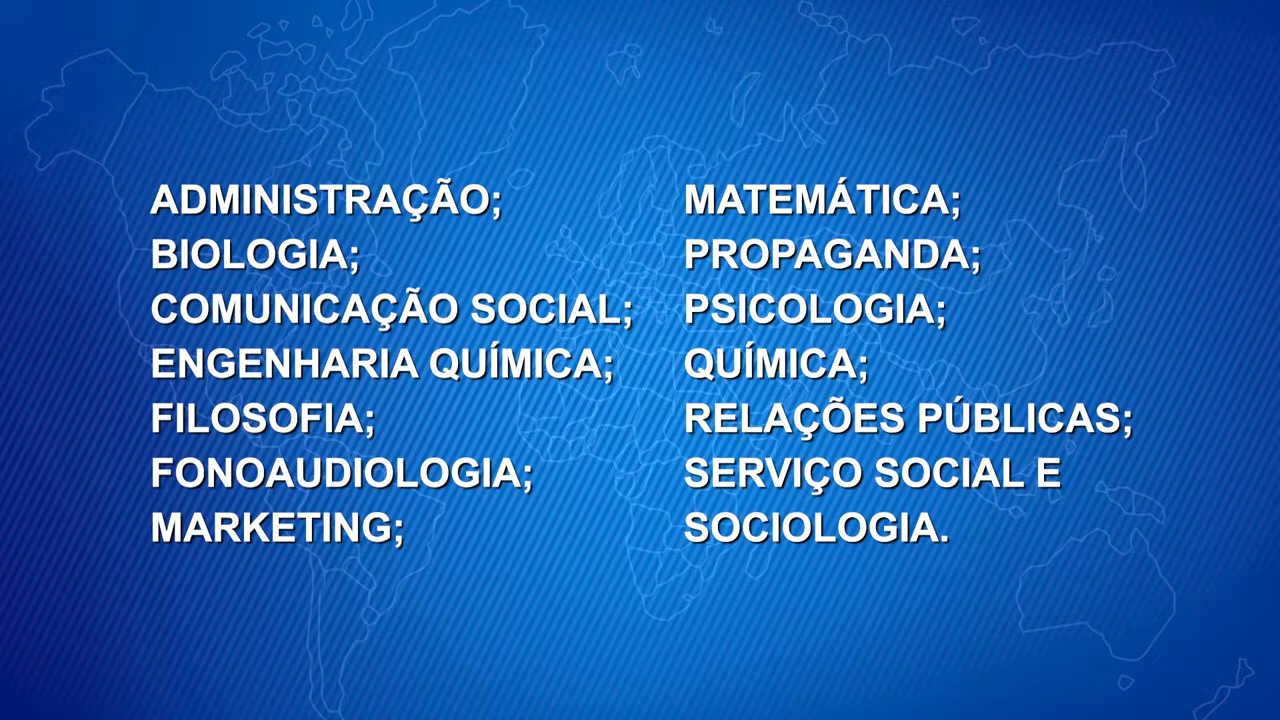 ADMINISTRAÇÃO;
BIOLOGIA;
COMUNICAÇÃO SOCIAL;
ENGENHARIA QUÍMICA;
FILOSOFIA;
FONOAUDIOLOGIA;
MARKETING;
MATEMÁTICA;
PROPAGANDA;
PSICOLOGIA;
QUÍMICA;
RELAÇÕES PÚBLICAS;
SERVIÇO SOCIAL E
SOCIOLOGIA.